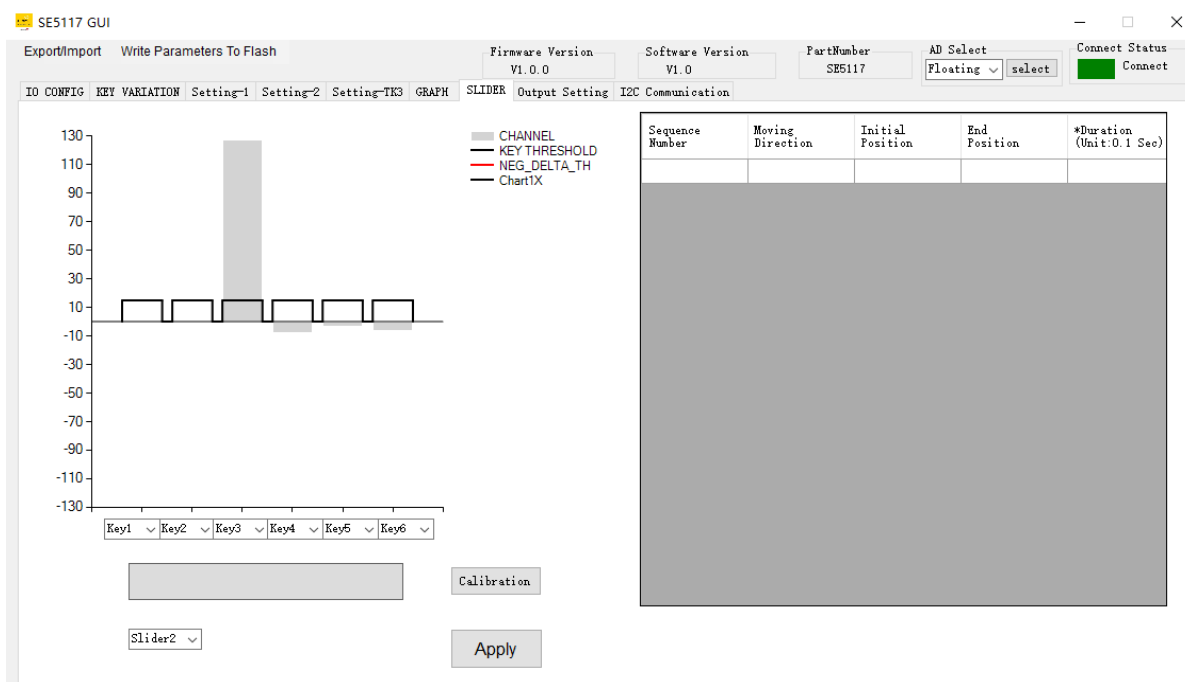 SE5117 GUI
Export/Import Write Parameters To Flash
Firmware Version
V1.0.0
Software Version
V1.0
PartNumber
SE5117
AD Select
Floating select
Connect Status
Connect
IO CONFIG KEY VARIATION Setting-1 Setting-2 Setting-TK3 GRAPH SLIDER Output Setting I2C Communication
130
110
90
70
50
30
10
-10
-30
-50
-70
-90
-110
-130
CHANNEL
KEY THRESHOLD
NEG_DELTA_TH
Chart1X
Key1 Key2 Key3 Key4 Key5 Key6
Calibration
Slider2
Apply
Sequence Number
Moving Direction
Initial Position
End Position
*Duration (Unit:0.1 Sec)